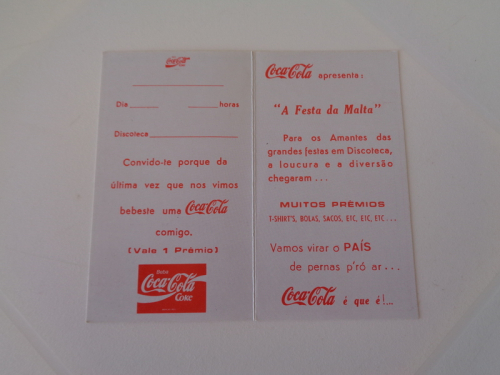 Coca-Cola
Dia horas
Discoteca
Convido-te porque da
última vez que nos vimos
bebeste uma Coca-Cola
comigo.
(Vale 1 Prémio)
Beba
Coca-Cola
Coke
Coca-Cola apresenta:
"A Festa da Malta"
Para os Amantes das
grandes festas em Discoteca,
a loucura e a diversão
chegaram...
MUITOS PRÉMIOS
T-SHIRT'S, BOLAS, SACOS, ETC, ETC, ETC...
Vamos virar o PAÍS
de pernas p'ró ar...
Coca-Cola é que é!...